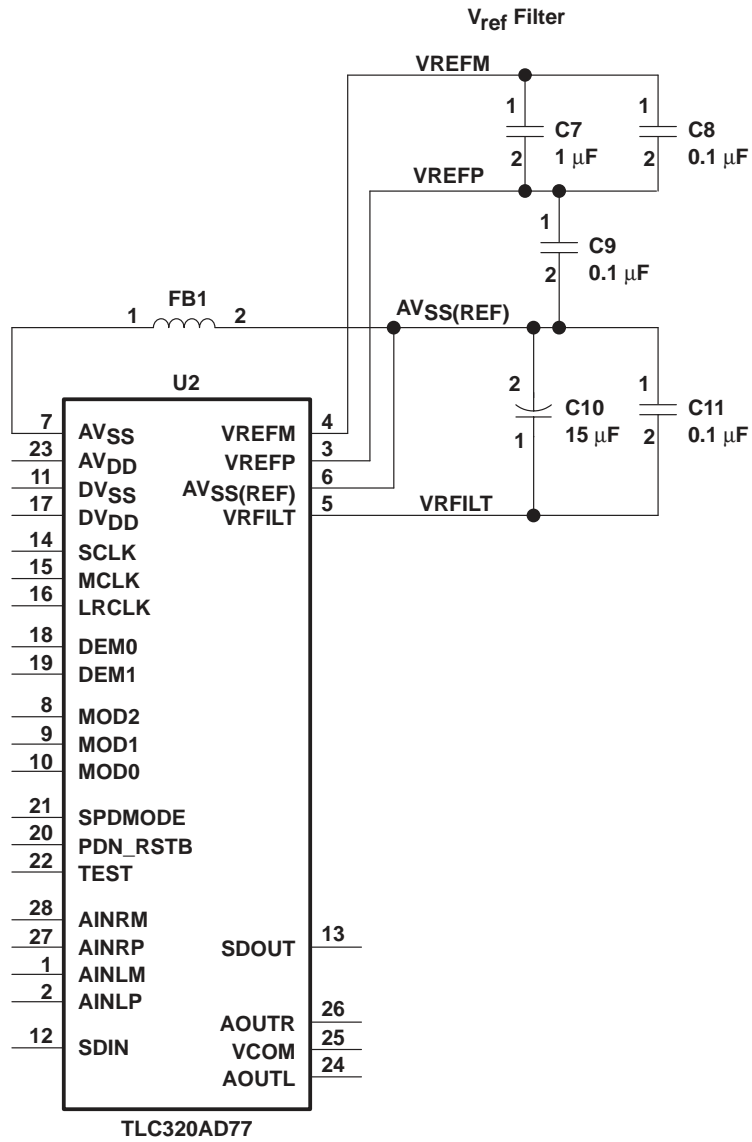 Vref Filter
VREFM
1
C7
2
1 μF
1
C8
2
0.1 μF
VREFP
1
C9
2
0.1 μF
FB1
1
2
AVSS(REF)
2
C10
1
15 μF
1
C11
2
0.1 μF
VRFILT
U2
7 AVSS VREFM 4
23 AVDD VREFP 3
11 DVSS AVSS(REF) 6
17 DVDD VRFILT 5
14 SCLK
15 MCLK
16 LRCLK
18 DEM0
19 DEM1
8 MOD2
9 MOD1
10 MOD0
21 SPDMODE
20 PDN_RSTB
22 TEST
28 AINRM
27 AINRP SDOUT 13
1 AINLM
2 AINLP
AOUTR 26
12 SDIN VCOM 25
AOUTL 24
TLC320AD77